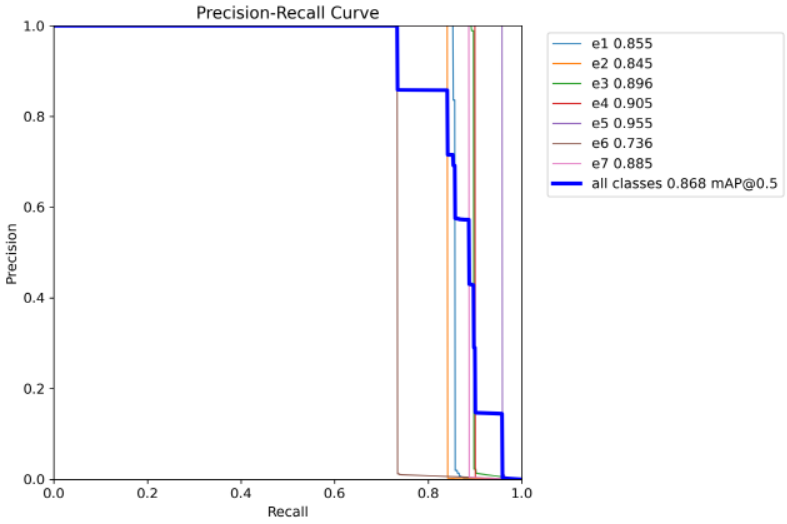 Precision-Recall Curve
1.0
0.8
0.6
0.4
0.2
0.0
Precision
0.0 0.2 0.4 0.6 0.8 1.0
Recall
e1 0.855
e2 0.845
e3 0.896
e4 0.905
e5 0.955
e6 0.736
e7 0.885
all classes 0.868 mAP@0.5